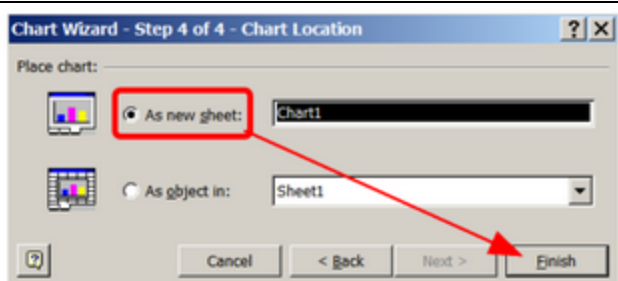 Chart Wizard - Step 4 of 4 - Chart Location
Place chart:
As new sheet: Chart1
As object in: Sheet1
Cancel < Back Next > Finish